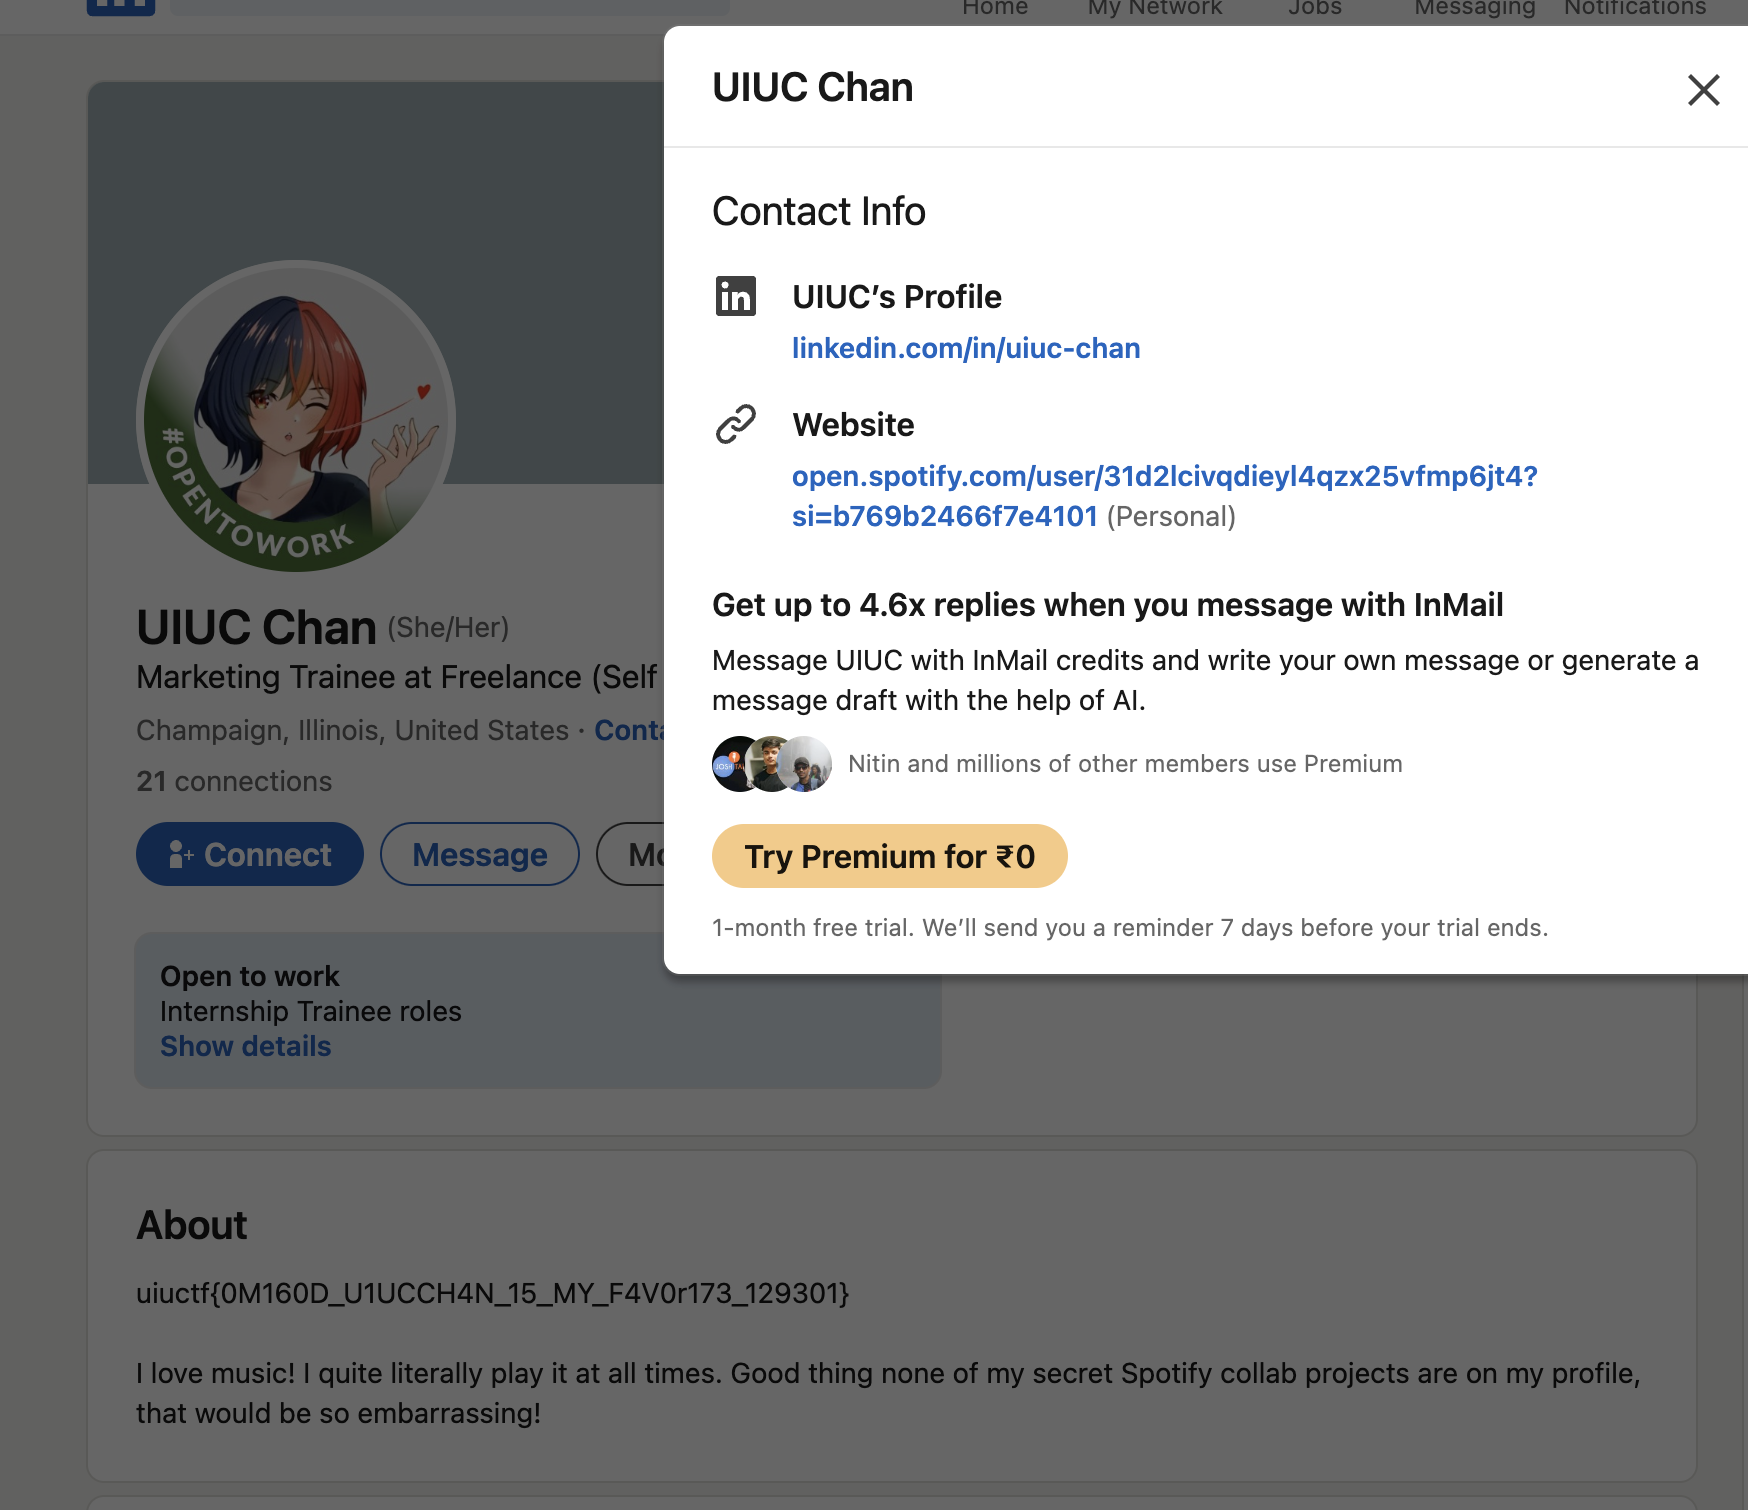 Home
My Network
Jobs
Messaging
Notifications
UIUC Chan
Contact Info
in
UIUC’s Profile
linkedin.com/in/uiuc-chan
Website
open.spotify.com/user/31d2lcivqdieyl4qzx25vfmp6jt4?
si=b769b2466f7e4101 (Personal)
Get up to 4.6x replies when you message with InMail
Message UIUC with InMail credits and write your own message or generate a
message draft with the help of AI.
Nitin and millions of other members use Premium
Try Premium for ₹0
1-month free trial. We’ll send you a reminder 7 days before your trial ends.
#OPENTOWORK
UIUC Chan (She/Her)
Marketing Trainee at Freelance (Self
Champaign, Illinois, United States ·
21 connections
Connect
Message
Open to work
Internship Trainee roles
Show details
About
uiuctf{0M160D_U1UCCH4N_15_MY_F4V0r173_129301}
I love music! I quite literally play it at all times. Good thing none of my secret Spotify collab projects are on my profile,
that would be so embarrassing!